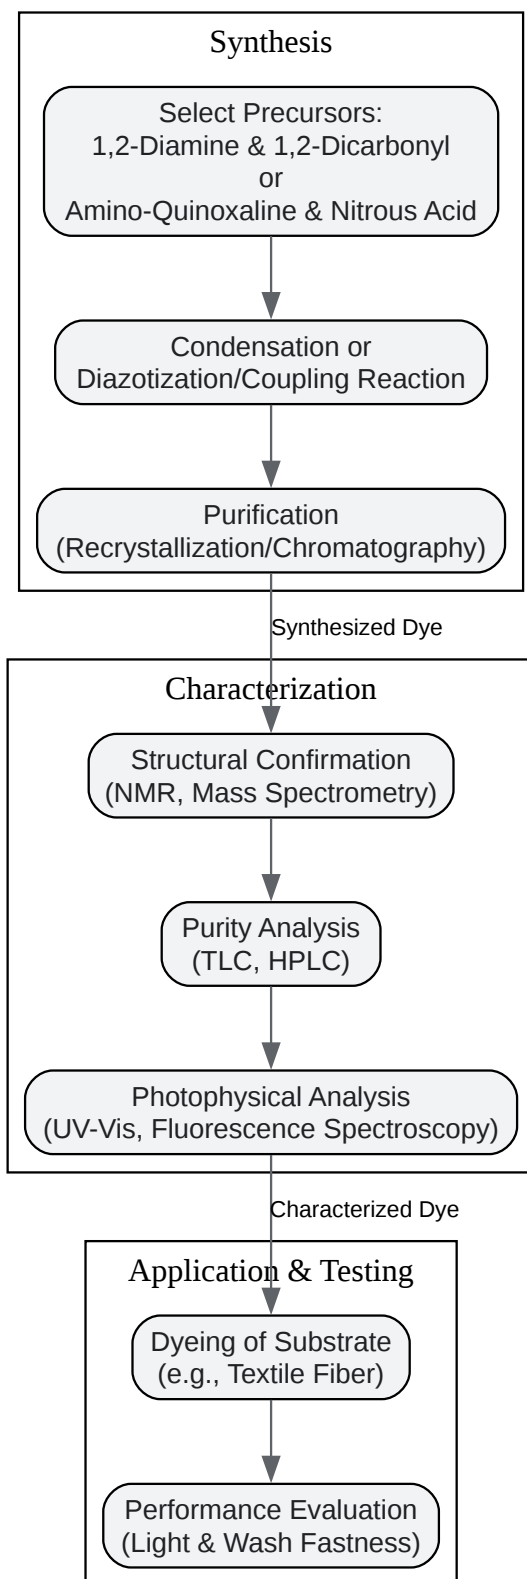 Synthesis
Select Precursors:
1,2-Diamine & 1,2-Dicarbonyl
or
Amino-Quinoxaline & Nitrous Acid
Condensation or
Diazotization/Coupling Reaction
Purification
(Recrystallization/Chromatography)
Synthesized Dye
Characterization
Structural Confirmation
(NMR, Mass Spectrometry)
Purity Analysis
(TLC, HPLC)
Photophysical Analysis
(UV-Vis, Fluorescence Spectroscopy)
Characterized Dye
Application & Testing
Dyeing of Substrate
(e.g., Textile Fiber)
Performance Evaluation
(Light & Wash Fastness)